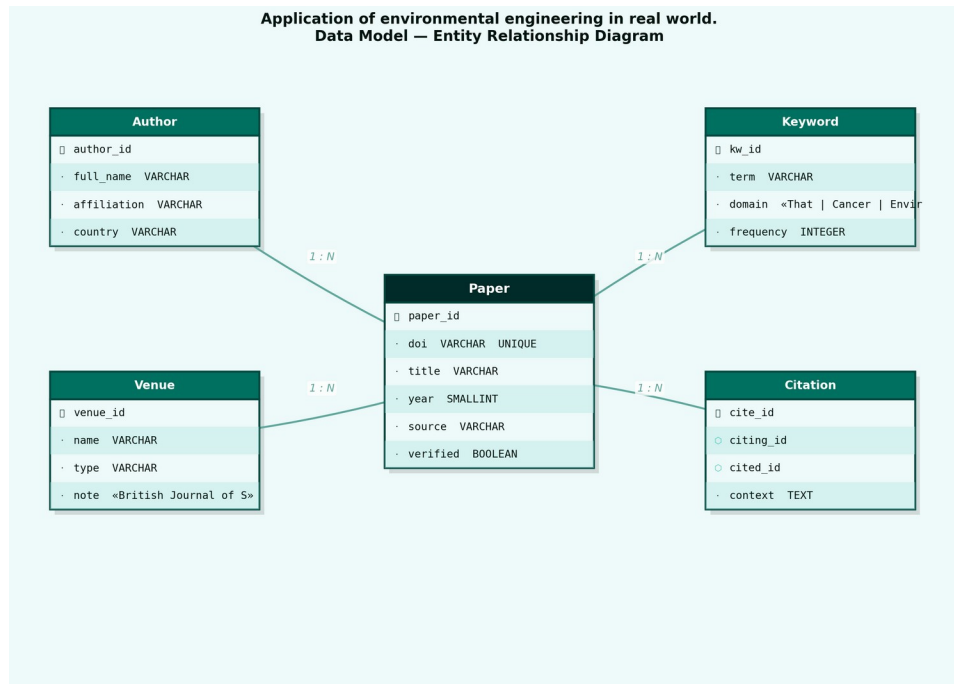 Application of environmental engineering in real world.
Data Model — Entity Relationship Diagram
Author
author_id
· full_name VARCHAR
· affiliation VARCHAR
· country VARCHAR
Keyword
kw_id
· term VARCHAR
· domain «That | Cancer | Envir
· frequency INTEGER
1 : N
1 : N
Paper
paper_id
· doi VARCHAR UNIQUE
· title VARCHAR
· year SMALLINT
· source VARCHAR
· verified BOOLEAN
1 : N
1 : N
Venue
venue_id
· name VARCHAR
· type VARCHAR
· note «British Journal of S»
Citation
cite_id
citing_id
cited_id
· context TEXT